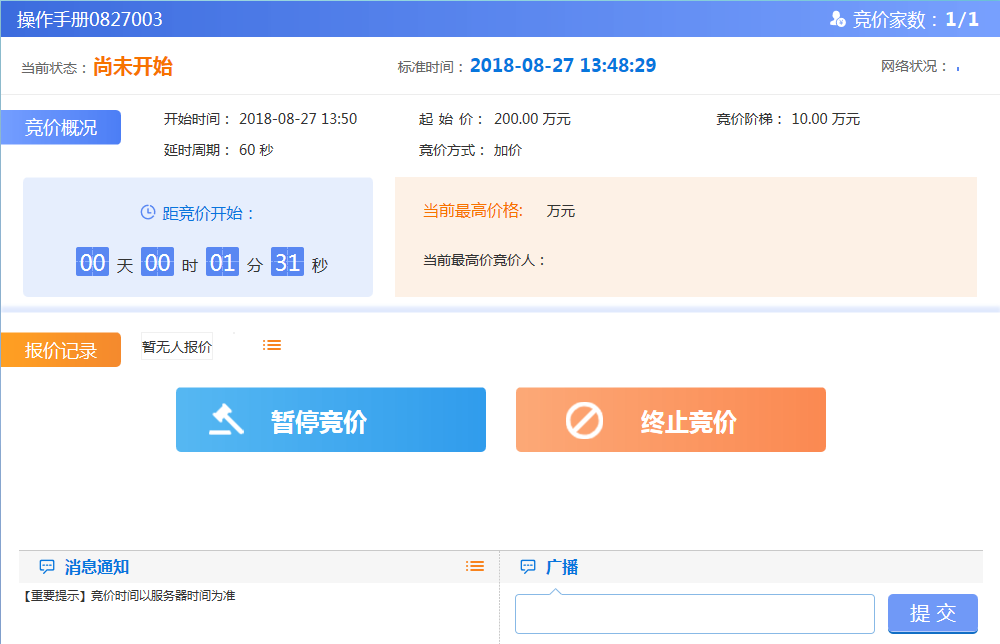 操作手册0827003
竞价家数：1/1
当前状态：尚未开始
标准时间：2018-08-27 13:48:29
网络状况：
竞价概况
开始时间： 2018-08-27 13:50
起 始 价： 200.00 万元
竞价阶梯： 10.00 万元
延时周期： 60 秒
竞价方式： 加价
距竞价开始：
00 天 00 时 01 分 31 秒
当前最高价格: 万元
当前最高价竞价人：
报价记录
暂无人报价
暂停竞价
终止竞价
消息通知
广播
【重要提示】竞价时间以服务器时间为准
提 交